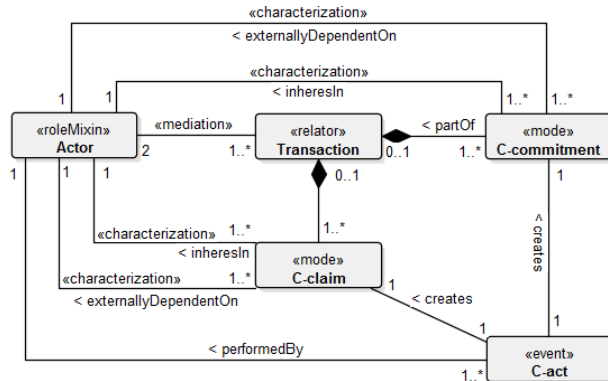 «characterization»
< externallyDependentOn
«characterization»
< inheresIn
1
1
1..*
1..*
«roleMixin»
Actor
«mediation»
2
1..*
«relator»
Transaction
< partOf
0..1
1..*
«mode»
C-commitment
1
1
1
0..1
1
«characterization»
1..*
< inheresIn
1..*
«characterization»
1..*
< externallyDependentOn
«mode»
C-claim
1
< creates
1
< creates
1
< performedBy
1..*
«event»
C-act